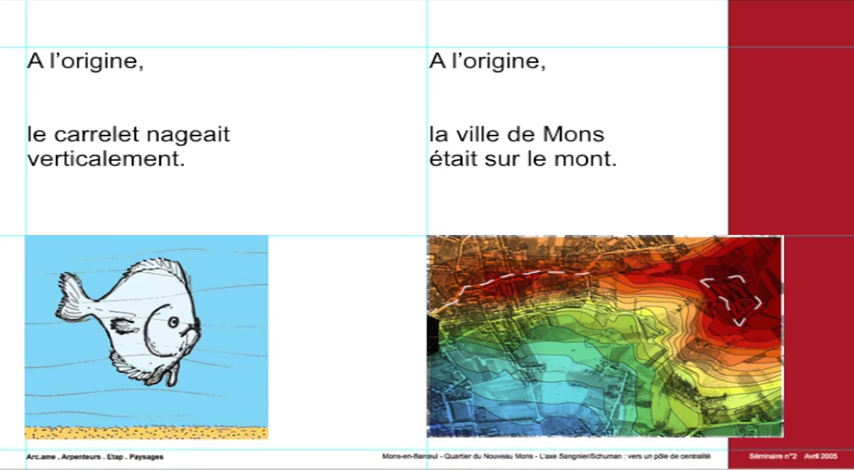 A l'origine,
le carrelet nageait
verticalement.
A l'origine,
la ville de Mons
était sur le mont.
Arc.ame . Arpenteurs . Etap . Paysages
Mons-en-Barœul - Quartier du Nouveau Mons - L'axe Sangnier/Schuman : vers un pôle de centralité
Séminaire n°2 Avril 2005